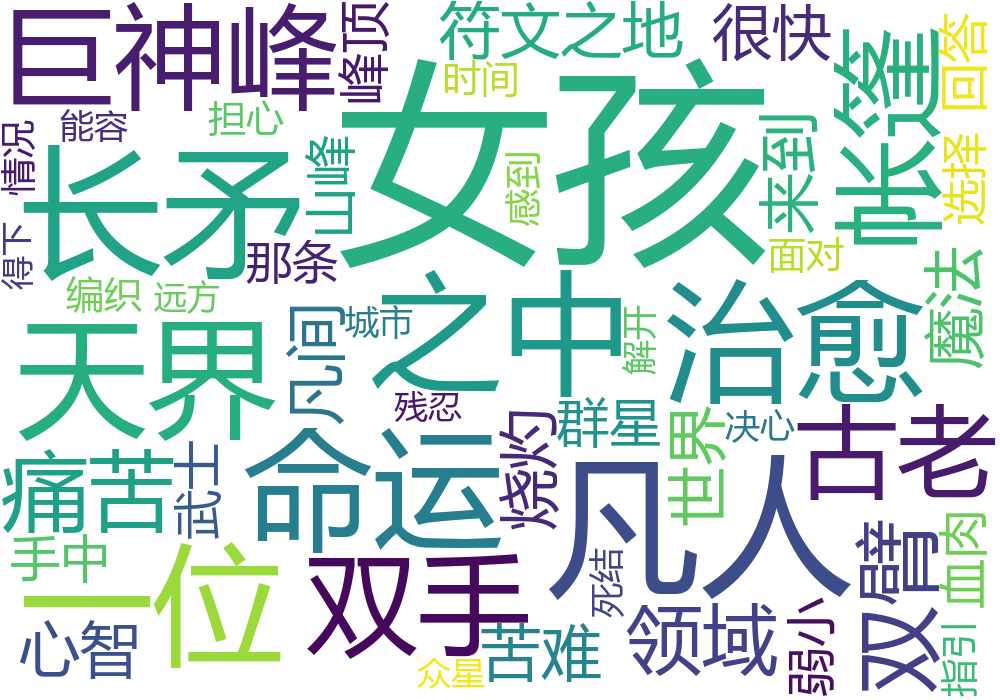 巨神峰
峰顶
符文之地
很快
帐篷
回答
时间
女孩
能容
担心
情况
长矛
山峰
感到
来到
选择
得下
那条
面对
魔法
编织
远方
天界
凡间
城市
之中
解开
治愈
残忍
群星
决心
古老
痛苦
武士
命运
烧灼
世界
凡人
手中
一位
双手
死结
双臂
血肉
心智
苦难
领域
弱小
指引
众星